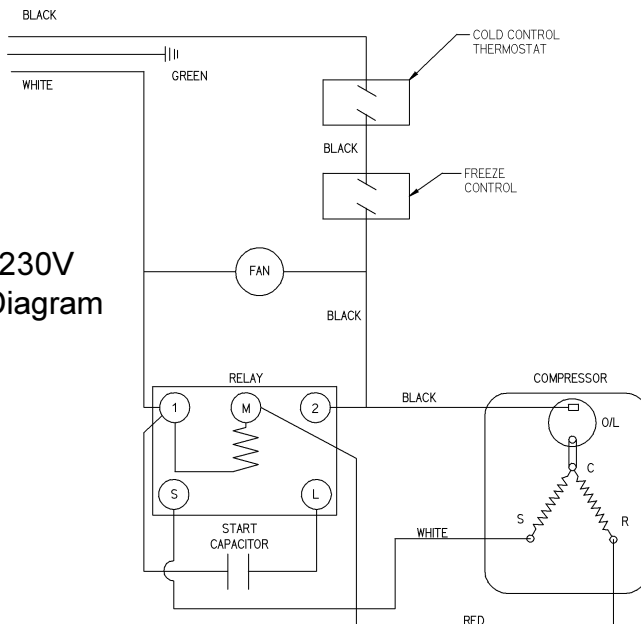 BLACK
COLD CONTROL
THERMOSTAT
GREEN
WHITE
BLACK
FREEZE
CONTROL
230V
Diagram
FAN
BLACK
RELAY
COMPRESSOR
BLACK
1
M
2
O/L
C
S
L
S
R
START
CAPACITOR
WHITE
RED